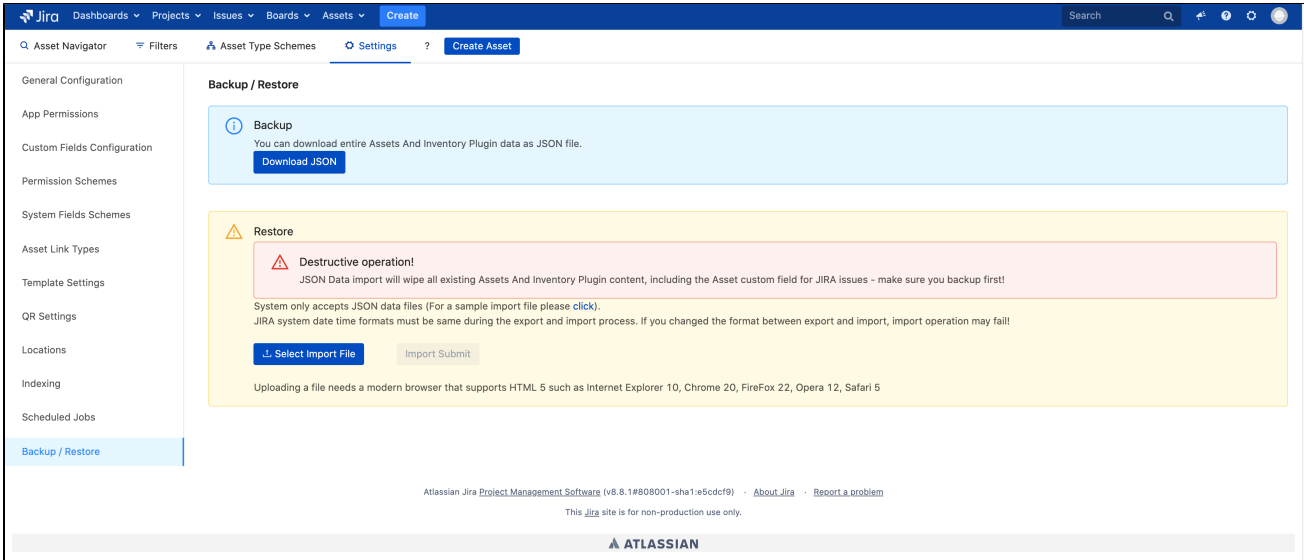 Jira Dashboards Projects Issues Boards Assets Create Search
Asset Navigator Filters Asset Type Schemes Settings ? Create Asset
General Configuration
App Permissions
Custom Fields Configuration
Permission Schemes
System Fields Schemes
Asset Link Types
Template Settings
QR Settings
Locations
Indexing
Scheduled Jobs
Backup / Restore
Backup / Restore
Backup
You can download entire Assets And Inventory Plugin data as JSON file.
Download JSON
Restore
Destructive operation!
JSON Data import will wipe all existing Assets And Inventory Plugin content, including the Asset custom field for JIRA issues - make sure you backup first!
System only accepts JSON data files (For a sample import file please click).
JIRA system date time formats must be same during the export and import process. If you changed the format between export and import, import operation may fail!
Select Import File Import Submit
Uploading a file needs a modern browser that supports HTML 5 such as Internet Explorer 10, Chrome 20, FireFox 22, Opera 12, Safari 5
Atlassian Jira Project Management Software (v8.8.1#808001-sha1:e5cdcf9) · About Jira · Report a problem
This Jira site is for non-production use only.
ATLASSIAN